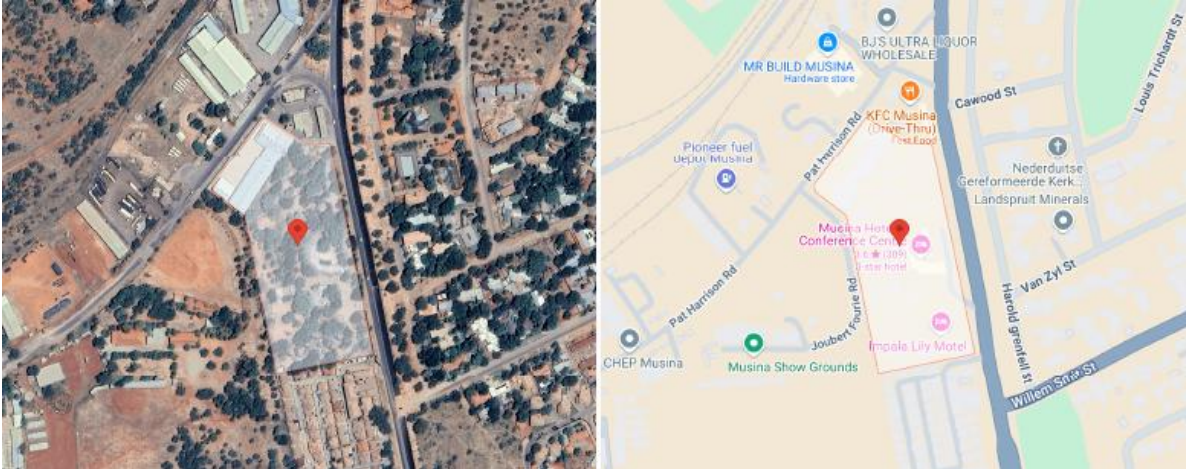 BJ'S ULTRA LIQUOR
WHOLESALE
MR BUILD MUSINA
Hardware store
KFC Musina
(Drive-Thru)
Fast Food
Cawood St
Louis Trichardt St
Pat Harrison Rd
Pioneer fuel
depot Musina
Nederduitse
Gereformeerde Kerk...
Landspruit Minerals
Musina Hotel
Conference Centre
(309)
3-star hotel
Van Zyl St
Pat Harrison Rd
Harold grenfell st
Joubert Fourie Rd
Impala Lily Motel
CHEP Musina
Musina Show Grounds
Willem Smit St